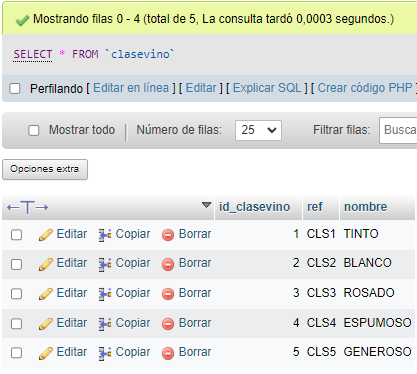 Mostrando filas 0 - 4 (total de 5, La consulta tardó 0,0003 segundos.)
SELECT * FROM `clasevino`
Perfilando [ Editar en línea ] [ Editar ] [ Explicar SQL ] [ Crear código PHP ]
Mostrar todo Número de filas: 25 Filtrar filas: Busca
Opciones extra
←T→ id_clasevino ref nombre
Editar Copiar Borrar 1 CLS1 TINTO
Editar Copiar Borrar 2 CLS2 BLANCO
Editar Copiar Borrar 3 CLS3 ROSADO
Editar Copiar Borrar 4 CLS4 ESPUMOSO
Editar Copiar Borrar 5 CLS5 GENEROSO